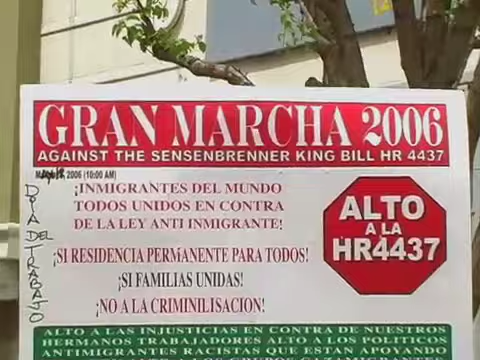 GRAN MARCHA 2006
AGAINST THE SENSENBRENNER KING BILL HR 4437
2006 (10:00 AM)
DIA DEL TRABAJO
¡INMIGRANTES DEL MUNDO
TODOS UNIDOS EN CONTRA
DE LA LEY ANTI INMIGRANTE!
¡SI RESIDENCIA PERMANENTE PARA TODOS!
¡SI FAMILIAS UNIDAS!
¡NO A LA CRIMINILISACION!
ALTO
A LA
HR4437
ALTO A LAS INJUSTICIAS EN CONTRA DE NUESTROS
HERMANOS TRABAJADORES ALTO A LOS POLITICOS
ANTIMIGRANTES RACISTAS QUE ESTAN APOYANDO